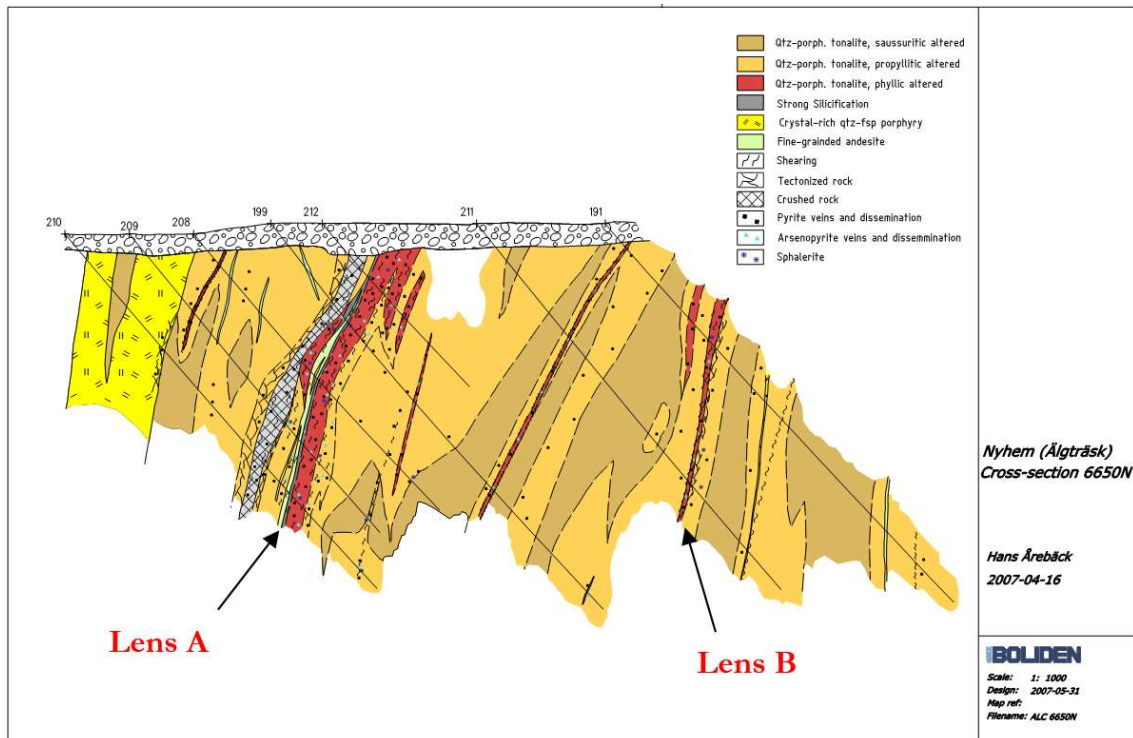 Qtz-porph. tonalite, saussuritic altered
Qtz-porph. tonalite, propyllitic altered
Qtz-porph. tonalite, phyllic altered
Strong Silicification
Crystal-rich qtz-fsp porphyry
Fine-grainded andesite
Shearing
Tectonized rock
Crushed rock
Pyrite veins and dissemination
Arsenopyrite veins and dissemmination
Sphalerite
210
209
208
199
212
211
191
Lens A
Lens B
Nyhem (Älgträsk)
Cross-section 6650N
Hans Årebäck
2007-04-16
BOLIDEN
Scale: 1: 1000
Design: 2007-05-31
Map ref:
Filename: ALC 6650N